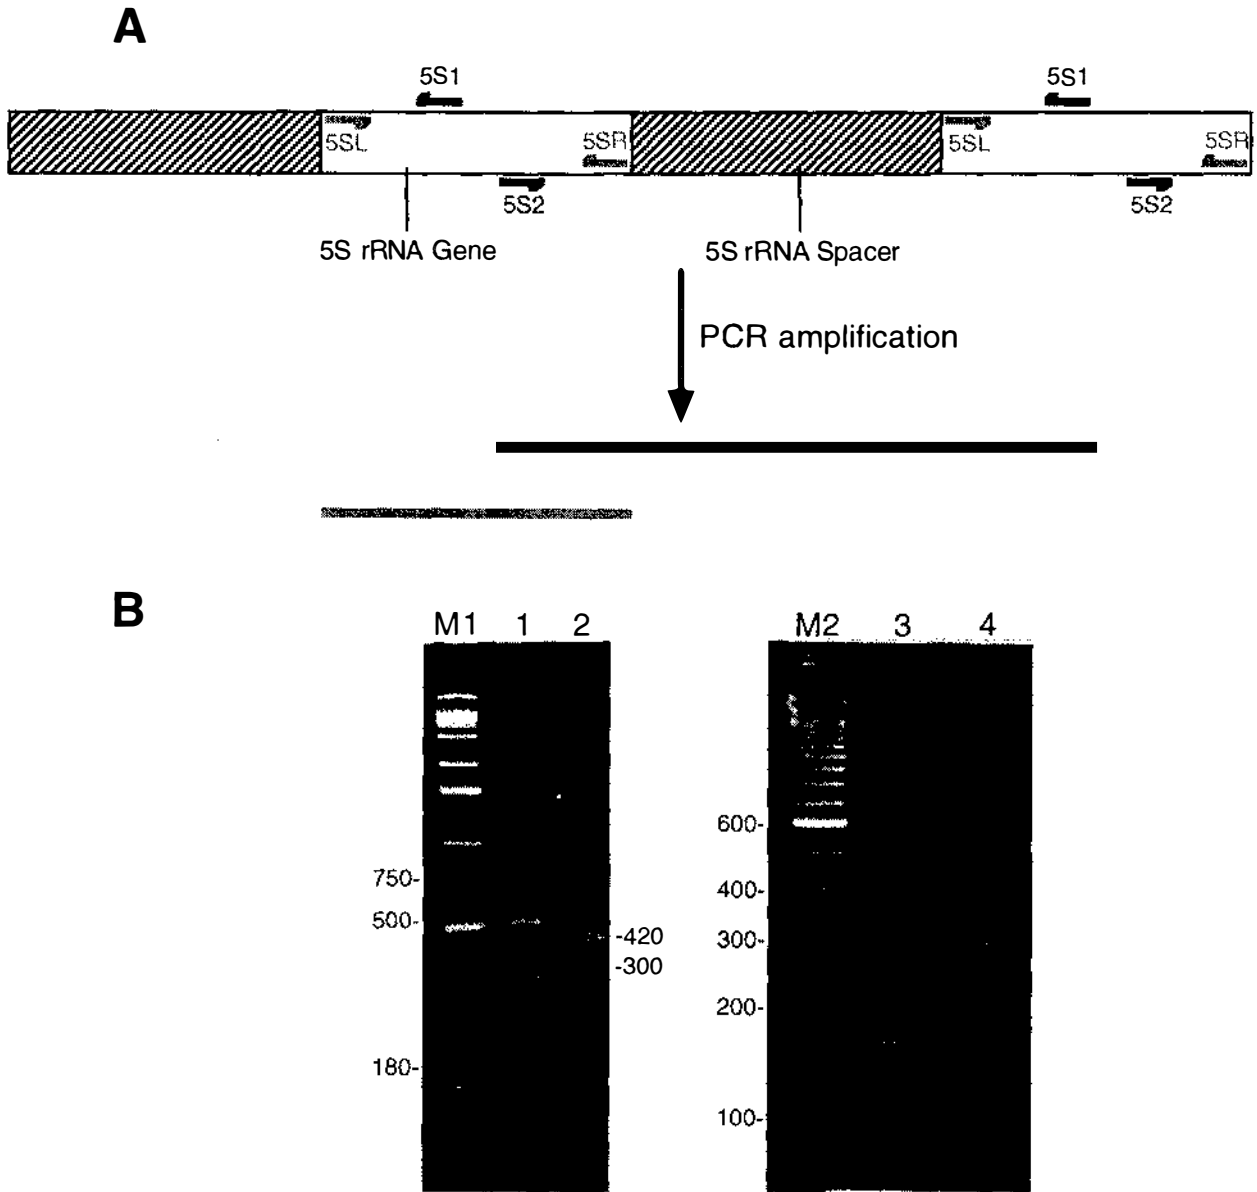 A
5S1 5S1
5SL 5SR 5SL 5SR
5S2 5S2
5S rRNA Gene 5S rRNA Spacer
PCR amplification
B
M1 1 2 M2 3 4
750-
500-
-420
-300
180-
600-
400-
300-
200-
100-